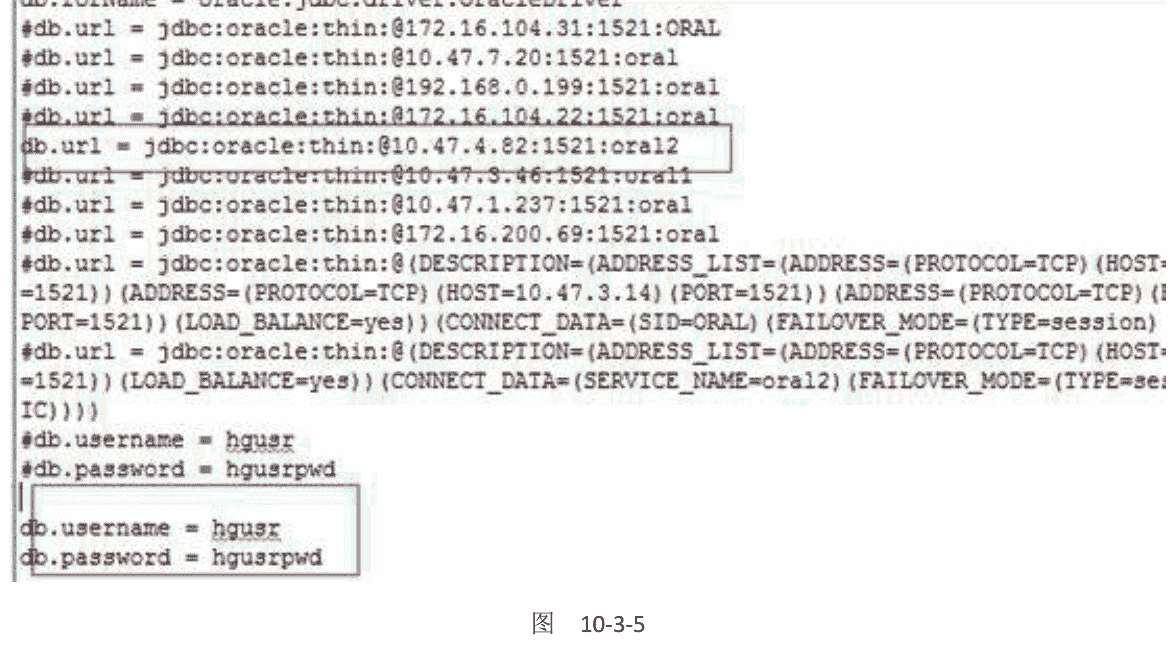 db.forName = oracle.jdbc.driver.OracleDriver
#db.url = jdbc:oracle:thin:@172.16.104.31:1521:ORAL
#db.url = jdbc:oracle:thin:@10.47.7.20:1521:oral
#db.url = jdbc:oracle:thin:@192.168.0.199:1521:oral
#db.url = jdbc:oracle:thin:@172.16.104.22:1521:oral
db.url = jdbc:oracle:thin:@10.47.4.82:1521:oral2
#db.url = jdbc:oracle:thin:@10.47.3.46:1521:oral1
#db.url = jdbc:oracle:thin:@10.47.1.237:1521:oral
#db.url = jdbc:oracle:thin:@172.16.200.69:1521:oral
#db.url = jdbc:oracle:thin:@(DESCRIPTION=(ADDRESS_LIST=(ADDRESS=(PROTOCOL=TCP)(HOST=
=1521))(ADDRESS=(PROTOCOL=TCP)(HOST=10.47.3.14)(PORT=1521))(ADDRESS=(PROTOCOL=TCP)(
PORT=1521))(LOAD_BALANCE=yes))(CONNECT_DATA=(SID=ORAL)(FAILOVER_MODE=(TYPE=session)
#db.url = jdbc:oracle:thin:@(DESCRIPTION=(ADDRESS_LIST=(ADDRESS=(PROTOCOL=TCP)(HOST=
=1521))(LOAD_BALANCE=yes))(CONNECT_DATA=(SERVICE_NAME=oral2)(FAILOVER_MODE=(TYPE=ses
IC))))
#db.username = hgusr
#db.password = hgusrpwd
db.username = hgusr
db.password = hgusrpwd
图 10-3-5